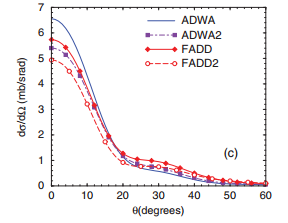 7
6
5
4
3
2
1
0
dσ/dΩ (mb/srad)
ADWA
ADWA2
FADD
FADD2
(c)
0 10 20 30 40 50 60
θ(degrees)